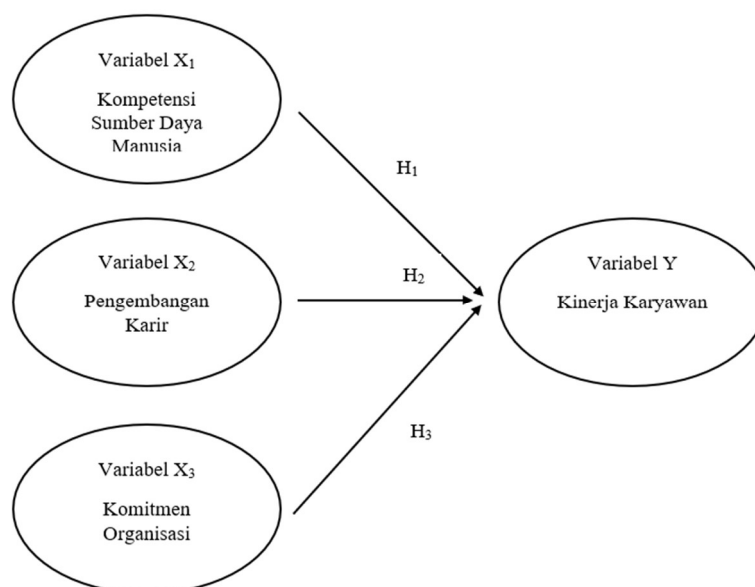 Variabel X₁
Kompetensi
Sumber Daya
Manusia
H₁
Variabel X₂
Pengembangan
Karir
H₂
Variabel Y
Kinerja Karyawan
H₃
Variabel X₃
Komitmen
Organisasi